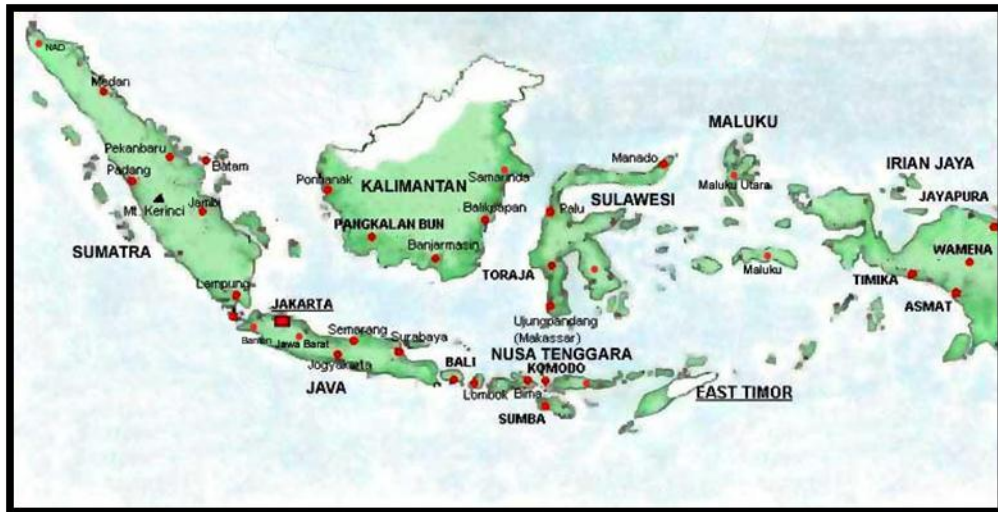 NAD
Medan
MALUKU
Pekanbaru
Batam
Manado
IRIAN JAYA
Padang
Pontianak
KALIMANTAN
Samarinda
Maluku Utara
JAYAPURA
Mt. Kerinci
Jambi
SULAWESI
Palu
Balikpapan
PANGKALAN BUN
SUMATRA
Banjarmasin
WAMENA
TORAJA
Maluku
TIMIKA
Lampung
ASMAT
JAKARTA
Ujungpandang
(Makassar)
Semarang
Surabaya
Banten
Jawa Barat
NUSA TENGGARA
Jogyakarta
BALI
KOMODO
JAVA
Lombok
Bima
EAST TIMOR
SUMBA